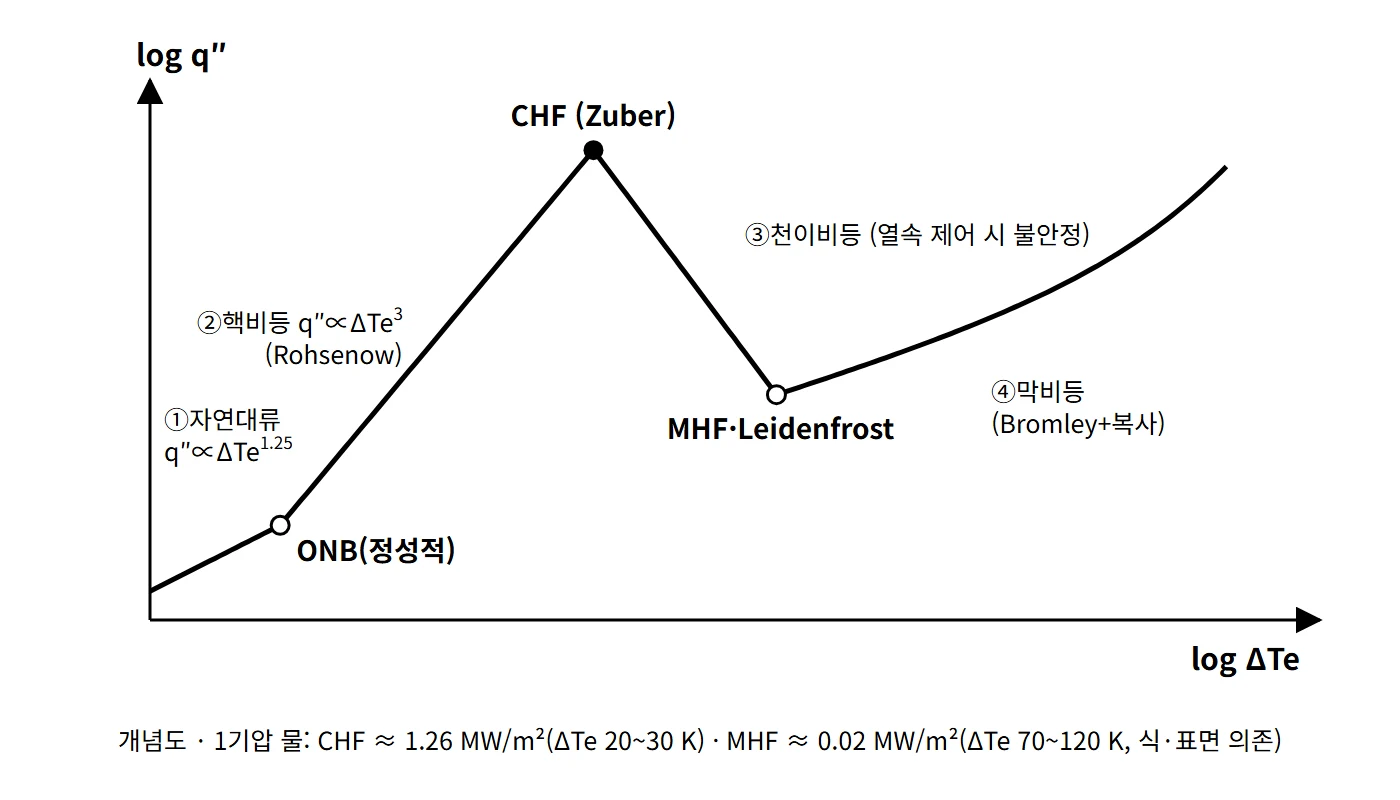 log q″
CHF (Zuber)
③천이비등 (열속 제어 시 불안정)
②핵비등 q″∝ΔTe³
(Rohsenow)
①자연대류
q″∝ΔTe^1.25
④막비등
(Bromley+복사)
MHF·Leidenfrost
ONB(정성적)
log ΔTe
개념도 · 1기압 물: CHF ≈ 1.26 MW/m²(ΔTe 20~30 K) · MHF ≈ 0.02 MW/m²(ΔTe 70~120 K, 식·표면 의존)